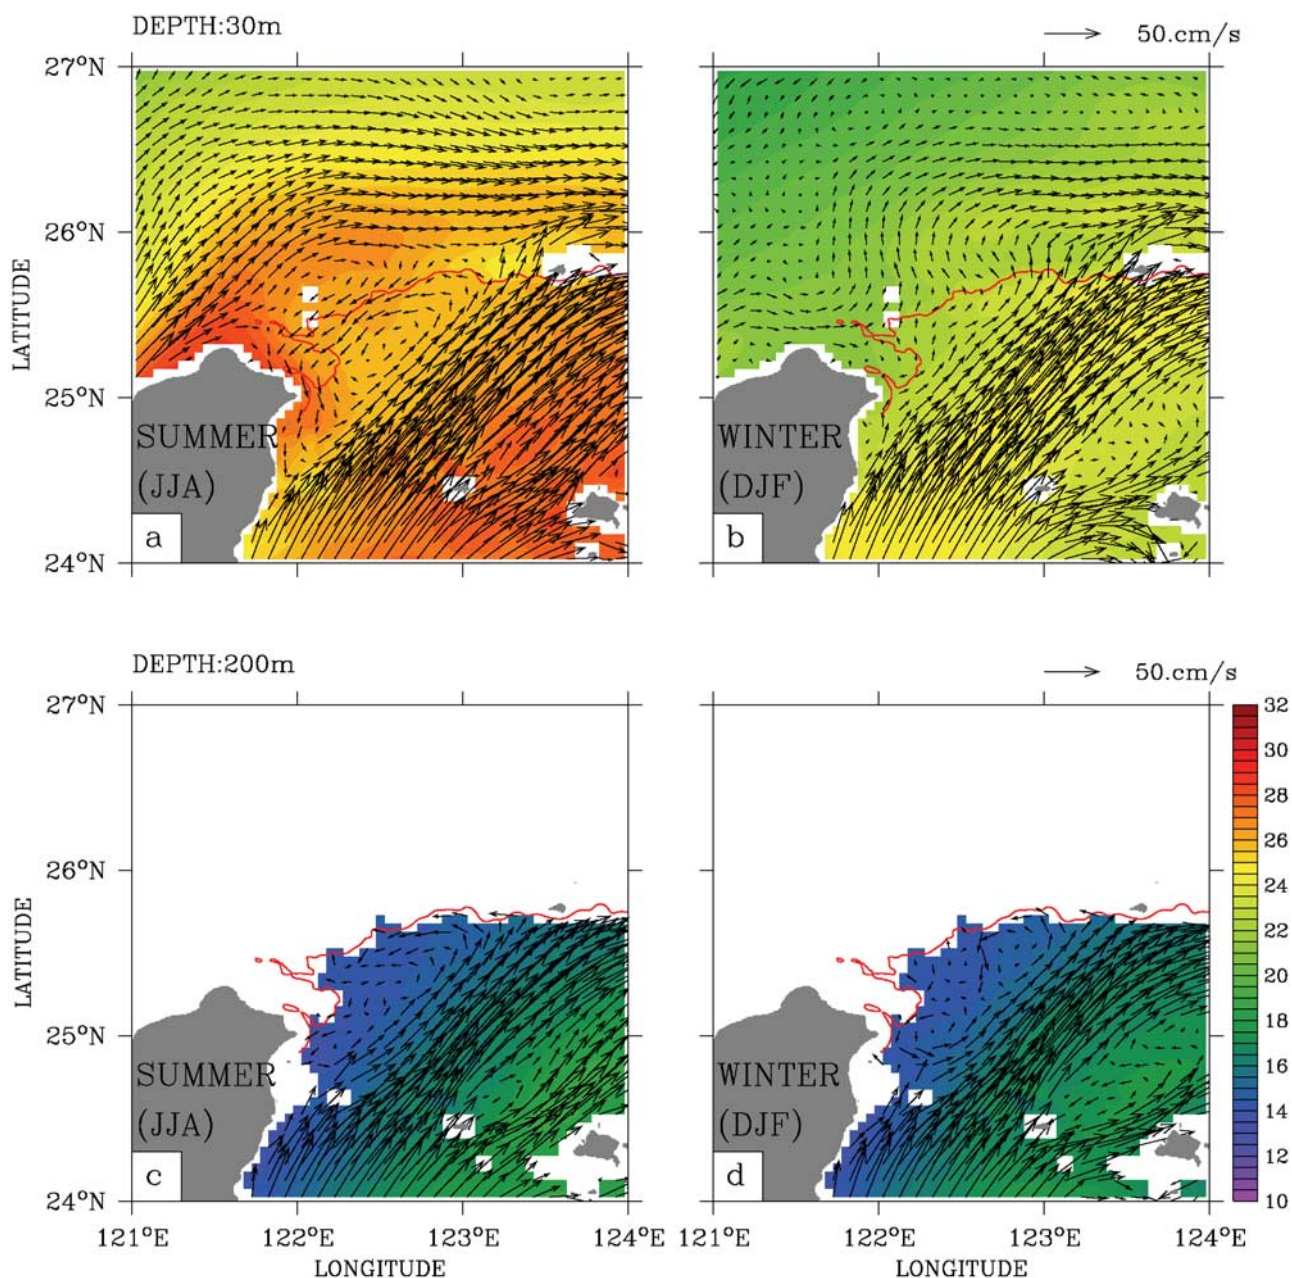 DEPTH:30m
50.cm/s
27°N
26°N
25°N
24°N
LATITUDE
SUMMER
(JJA)
a
LATITUDE
WINTER
(DJF)
b
DEPTH:200m
50.cm/s
27°N
26°N
25°N
24°N
LATITUDE
SUMMER
(JJA)
c
121°E
122°E
123°E
124°E
LONGITUDE
LATITUDE
WINTER
(DJF)
d
121°E
122°E
123°E
124°E
LONGITUDE
32
30
28
26
24
22
20
18
16
14
12
10